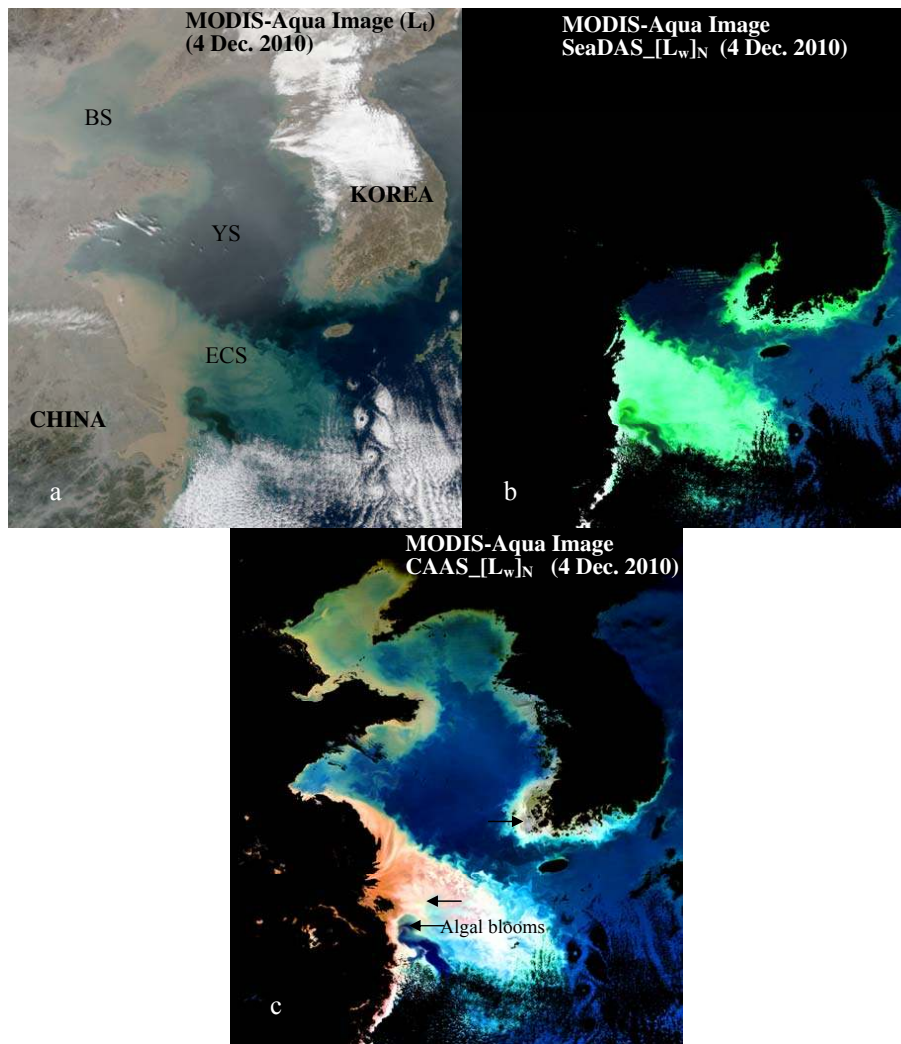 MODIS-Aqua Image (Lt)
(4 Dec. 2010)
BS
KOREA
YS
ECS
CHINA
a
MODIS-Aqua Image
SeaDAS_[Lw]N (4 Dec. 2010)
b
MODIS-Aqua Image
CAAS_[Lw]N (4 Dec. 2010)
Algal blooms
c